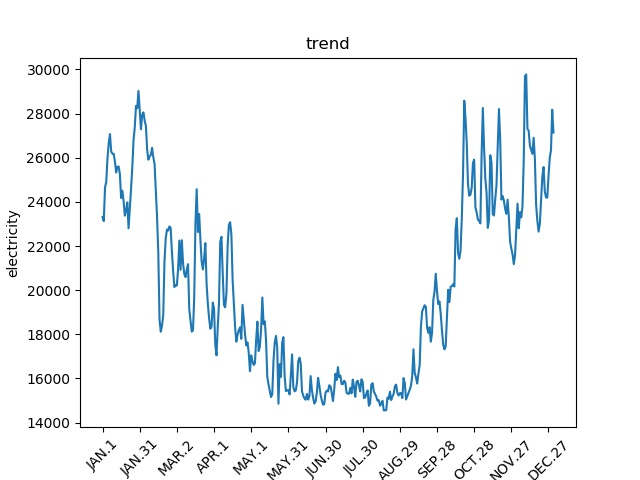 trend
30000
28000
26000
24000
22000
20000
18000
16000
14000
electricity
JAN.1
JAN.31
MAR.2
APR.1
MAY.1
MAY.31
JUN.30
JUL.30
AUG.29
SEP.28
OCT.28
NOV.27
DEC.27